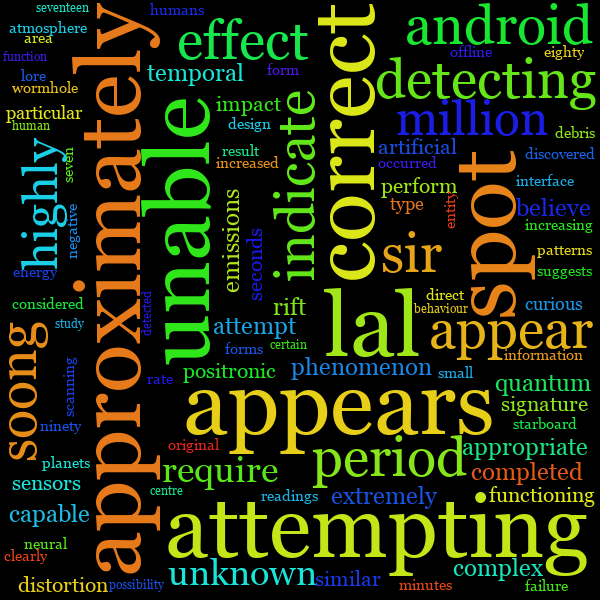 seventeen
humans
atmosphere
area
function
effect
android
offline
eighty
form
temporal
lore
wormhole
particular
human
approximately
impact
design
result
increased
correct
detecting
million
debris
artificial
occurred
discovered
seven
highly
negative
unable
indicate
emissions
seconds
perform
type
entity
spot
interface
believe
increasing
patterns
suggests
sir
energy
considered
study
detected
rift
attempt
forms
certain
lal
direct
behaviour
curious
appear
information
soong
scanning
ninety
rate
positronic
phenomenon
small
quantum
signature
starboard
appears
original
planets
sensors
require
period
appropriate
completed
centre
readings
extremely
functioning
capable
neural
clearly
attempting
distortion
possibility
unknown
similar
minutes
complex
failure